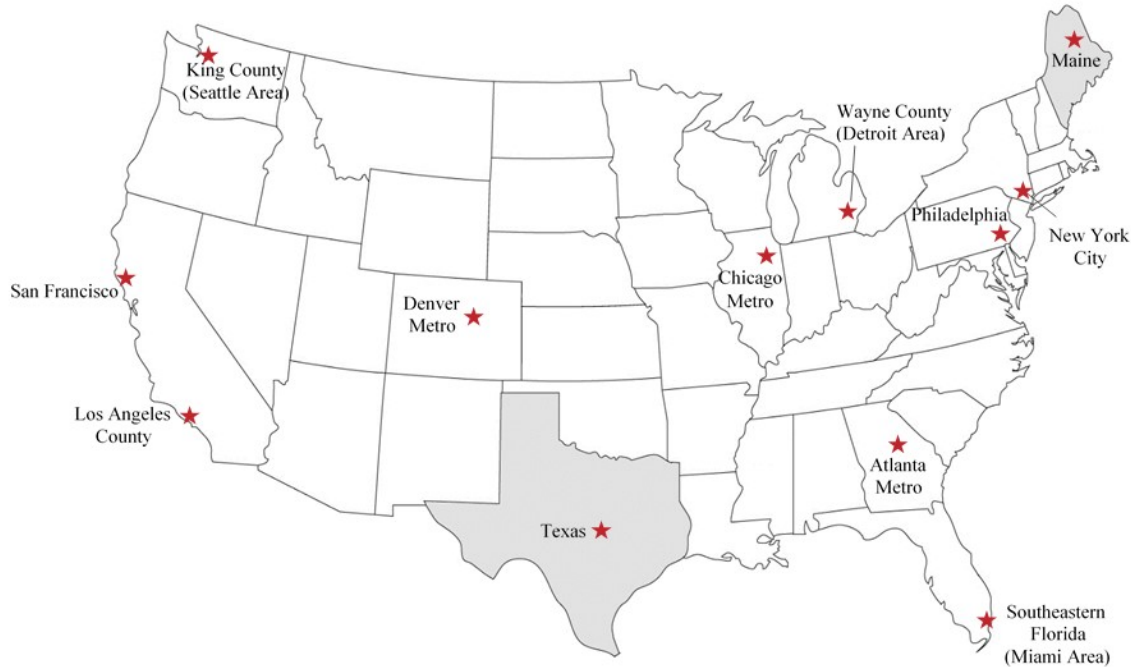 King County
(Seattle Area)
Maine
Wayne County
(Detroit Area)
Philadelphia
New York
City
San Francisco
Denver
Metro
Chicago
Metro
Los Angeles
County
Atlanta
Metro
Texas
Southeastern
Florida
(Miami Area)